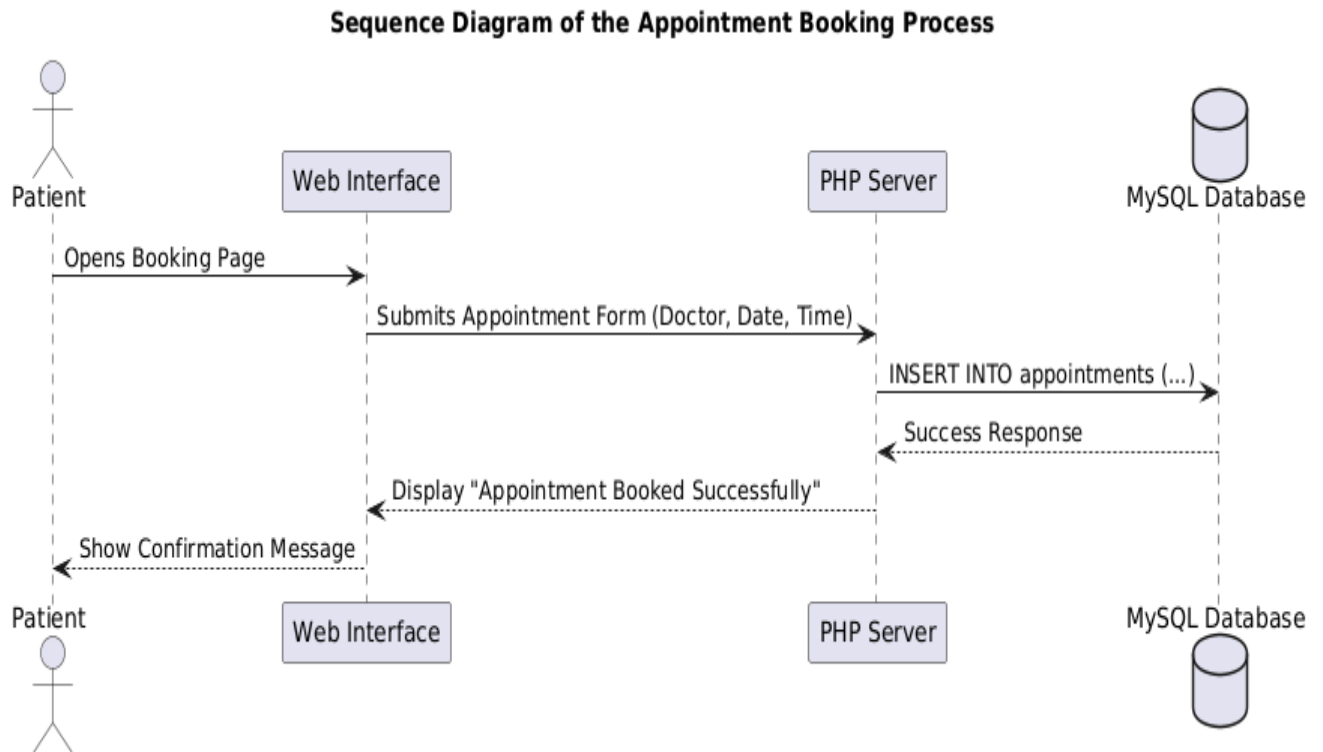 Sequence Diagram of the Appointment Booking Process
Patient
Web Interface
PHP Server
MySQL Database
Opens Booking Page
Submits Appointment Form (Doctor, Date, Time)
INSERT INTO appointments (...)
Success Response
Display "Appointment Booked Successfully"
Show Confirmation Message
Patient
Web Interface
PHP Server
MySQL Database